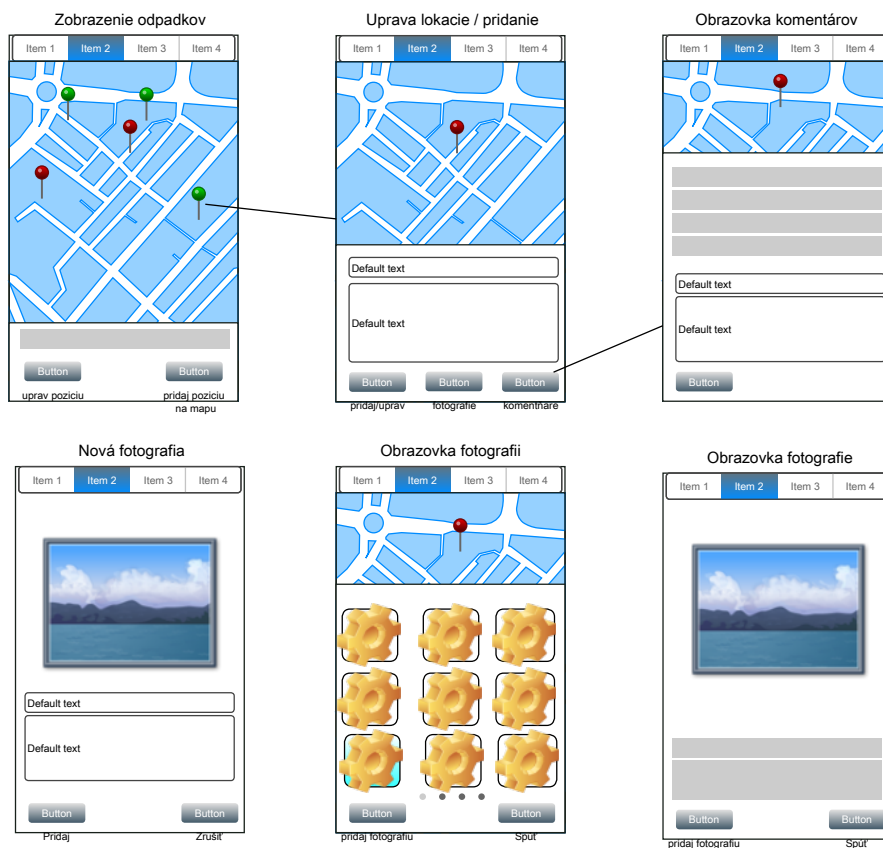 Zobrazenie odpadkov
Item 1 Item 2 Item 3 Item 4
Button Button
uprav poziciu pridaj poziciu
na mapu
Uprava lokacie / pridanie
Item 1 Item 2 Item 3 Item 4
Default text
Default text
Button Button Button
pridaj/uprav fotografie komentňare
Obrazovka komentárov
Item 1 Item 2 Item 3 Item 4
Default text
Default text
Button
Nová fotografia
Item 1 Item 2 Item 3 Item 4
Default text
Default text
Button Button
Pridaj Zrušiť
Obrazovka fotografii
Item 1 Item 2 Item 3 Item 4
Button Button
pridaj fotografiu Spúť
Obrazovka fotografie
Item 1 Item 2 Item 3 Item 4
Button Button
pridaj fotografiu Spúť